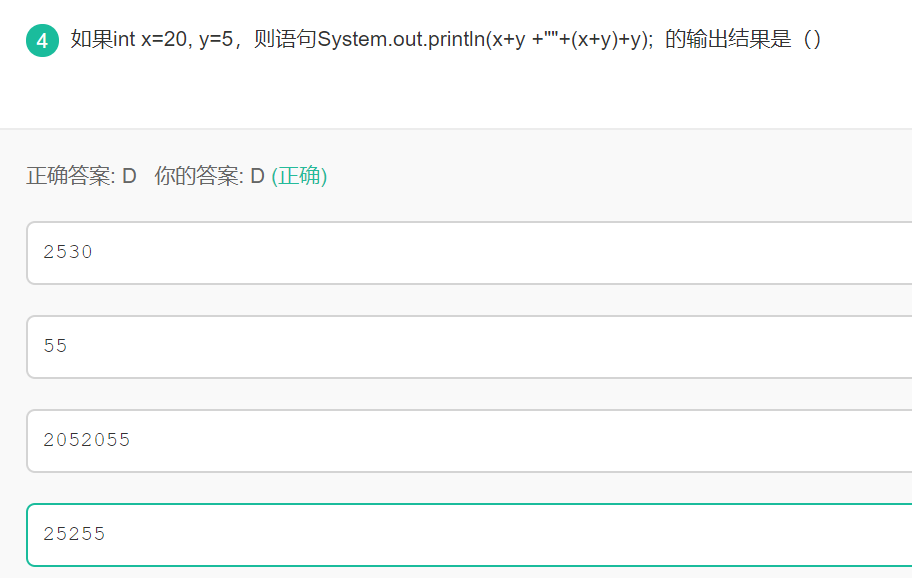 4 如果int x=20, y=5，则语句System.out.println(x+y +""+(x+y)+y); 的输出结果是（）
正确答案: D 你的答案: D (正确)
2530
55
2052055
25255